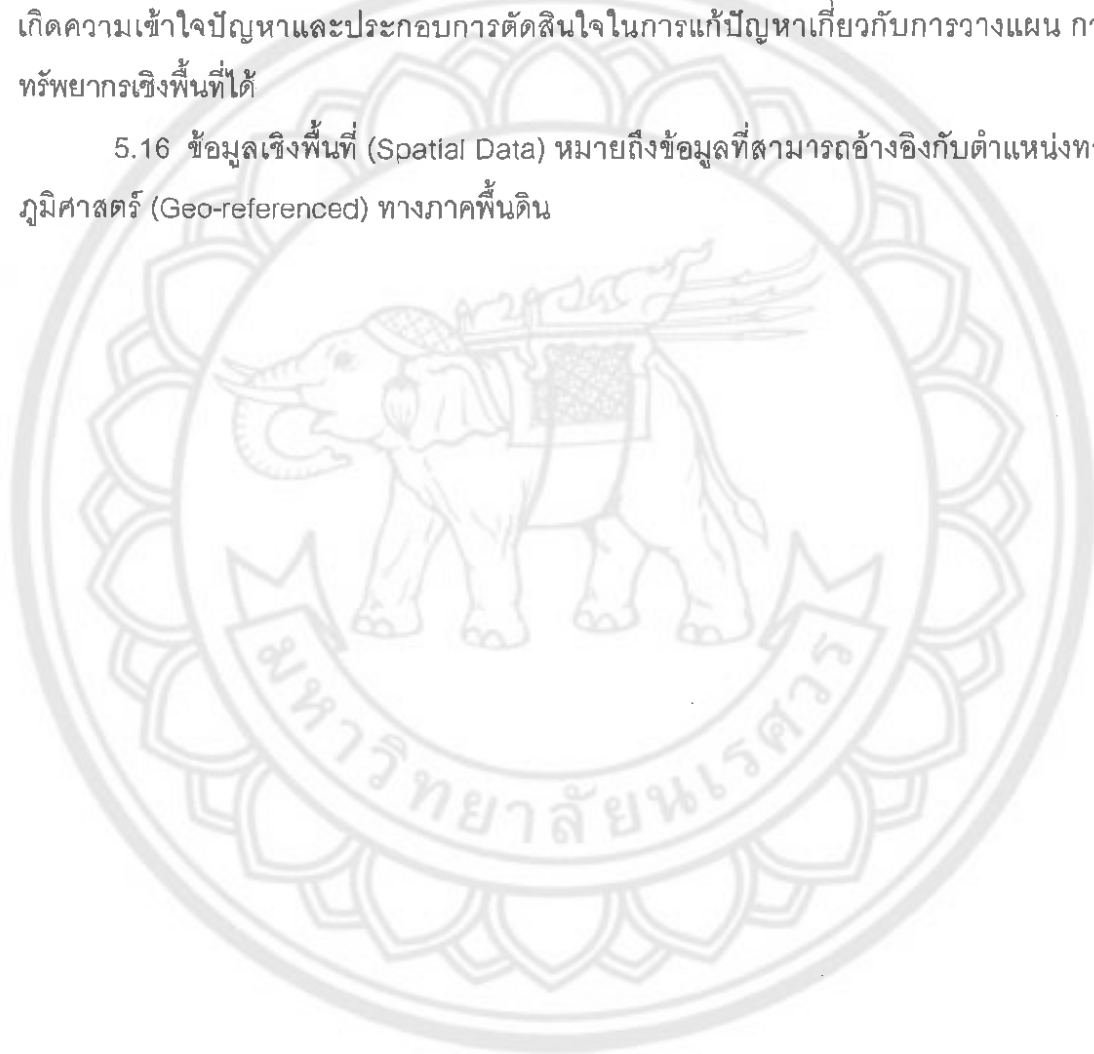 เกิดความเข้าใจปัญหาและประกอบการตัดสินใจในการแก้ปัญหาเกี่ยวกับการวางแผน
ทรัพยากรเชิงพื้นที่ได้
5.16 ข้อมูลเชิงพื้นที่ (Spatial Data) หมายถึงข้อมูลที่สามารถอ้างอิงกับตำแหน่ง
ภูมิศาสตร์ (Geo-referenced) ทางภาคพื้นดิน
มหาวิทยาลัยนเรศวร